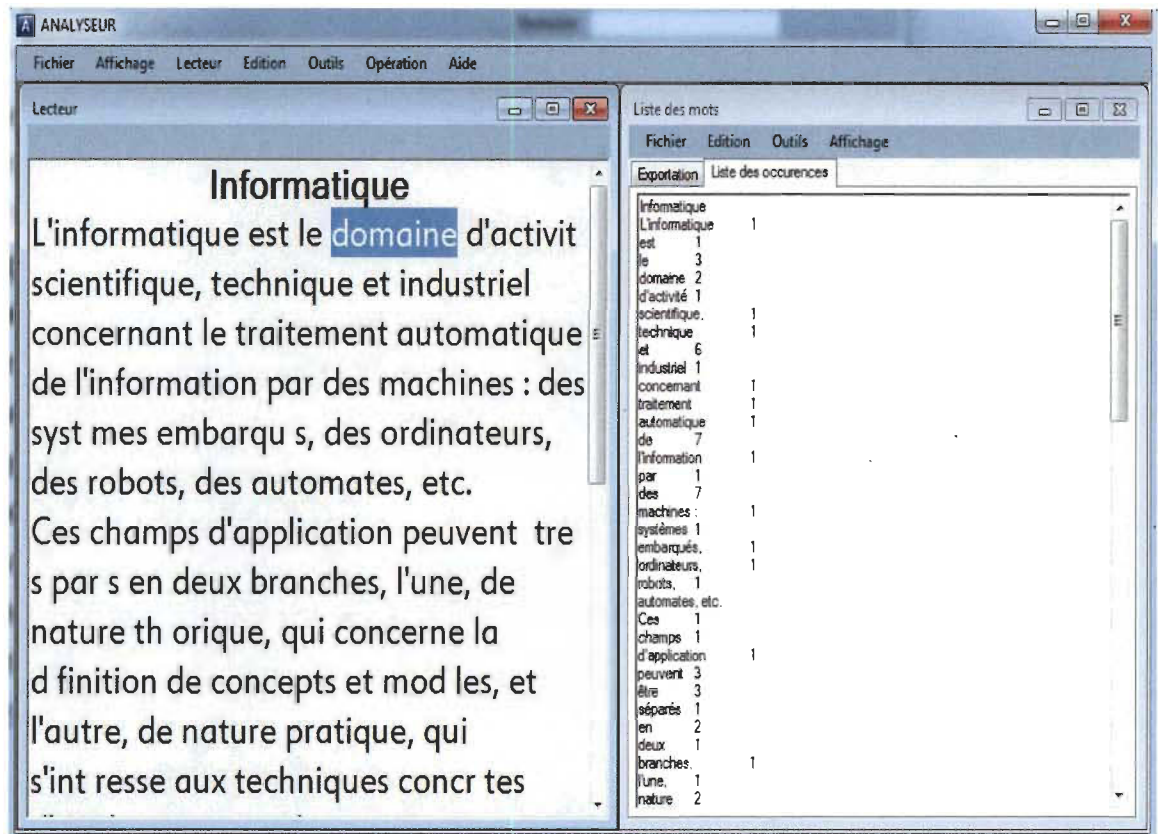 ANALYSEUR
Fichier Affichage Lecteur Edition Outils Opération Aide
Lecteur
Informatique
L'informatique est le domaine d'activit
scientifique, technique et industriel
concernant le traitement automatique
de l'information par des machines : des
syst mes embarqu s, des ordinateurs,
des robots, des automates, etc.
Ces champs d'application peuvent tre
s par s en deux branches, l'une, de
nature th orique, qui concerne la
d finition de concepts et mod les, et
l'autre, de nature pratique, qui
s'int resse aux techniques concr tes
Liste des mots
Fichier Edition Outils Affichage
Exportation Liste des occurences
Informatique
L'informatique 1
est 1
le 3
domaine 2
d'activité 1
scientifique, 1
technique 1
et 6
industriel 1
concernant 1
traitement 1
automatique 1
de 7
l'information 1
par 1
des 7
machines : 1
systèmes 1
embarqués, 1
ordinateurs, 1
robots, 1
automates, etc.
Ces 1
champs 1
d'application 1
peuvent 3
être 3
séparés 1
en 2
deux 1
branches, 1
l'une, 1
nature 2